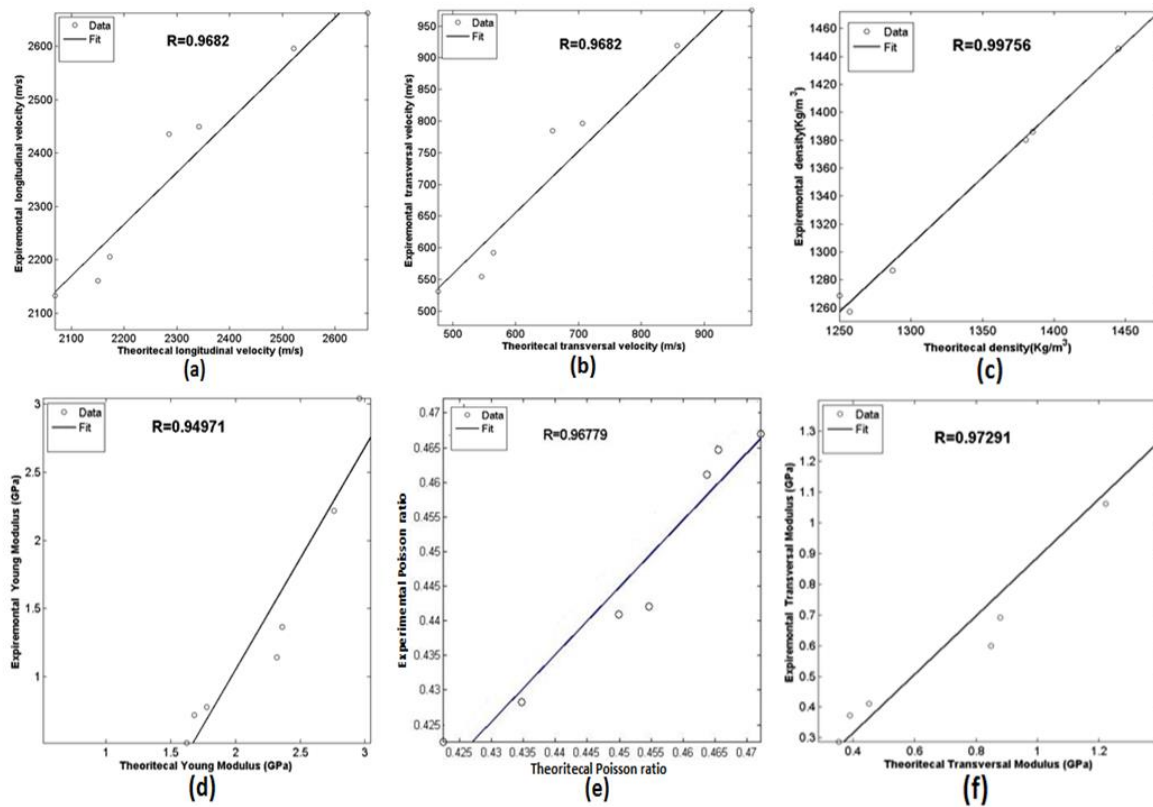 Data
Fit
R=0.9682
2600
2500
2400
2300
2200
2100
2100 2200 2300 2400 2500 2600
Expiremontal longitudinal velocity (m/s)
Theoritecal longitudinal velocity (m/s)
(a)
Data
Fit
R=0.9682
950
900
850
800
750
700
650
600
550
500
500 600 700 800 900
Expiremontal transversal velocity (m/s)
Theoritecal transversal velocity (m/s)
(b)
Data
Fit
R=0.99756
1460
1440
1420
1400
1380
1360
1340
1320
1300
1280
1260
1250 1300 1350 1400 1450
Expiremontal density(Kg/m³)
Theoritecal density(Kg/m³)
(c)
Data
Fit
R=0.94971
3
2.5
2
1.5
1
1 1.5 2 2.5 3
Expiremontal Young Modulus (GPa)
Theoritecal Young Modulus (GPa)
(d)
Data
Fit
R=0.96779
0.47
0.465
0.46
0.455
0.45
0.445
0.44
0.435
0.43
0.425
0.425 0.43 0.435 0.44 0.445 0.45 0.455 0.46 0.465 0.47
Experimental Poisson ratio
Theoritecal Poisson ratio
(e)
Data
Fit
R=0.97291
1.3
1.2
1.1
1
0.9
0.8
0.7
0.6
0.5
0.4
0.3
0.4 0.6 0.8 1 1.2
Expiremontal Transversal Modulus (GPa)
Theoritecal Transversal Modulus (GPa)
(f)